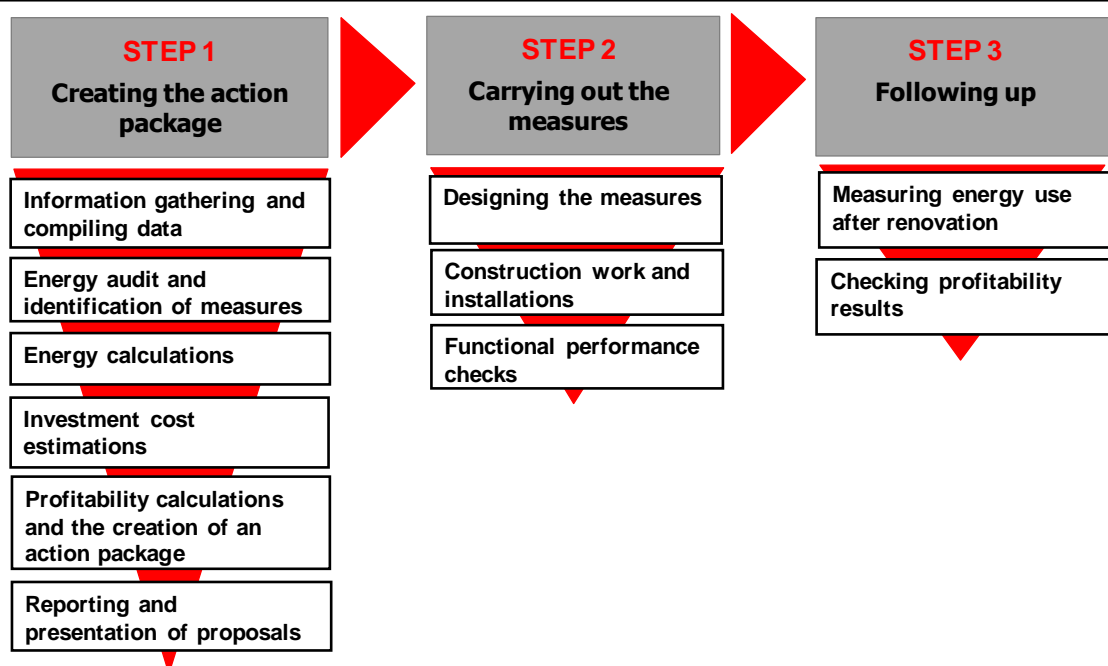 STEP 1
Creating the action
package
Information gathering and
compiling data
Energy audit and
identification of measures
Energy calculations
Investment cost
estimations
Profitability calculations
and the creation of an
action package
Reporting and
presentation of proposals
STEP 2
Carrying out the
measures
Designing the measures
Construction work and
installations
Functional performance
checks
STEP 3
Following up
Measuring energy use
after renovation
Checking profitability
results